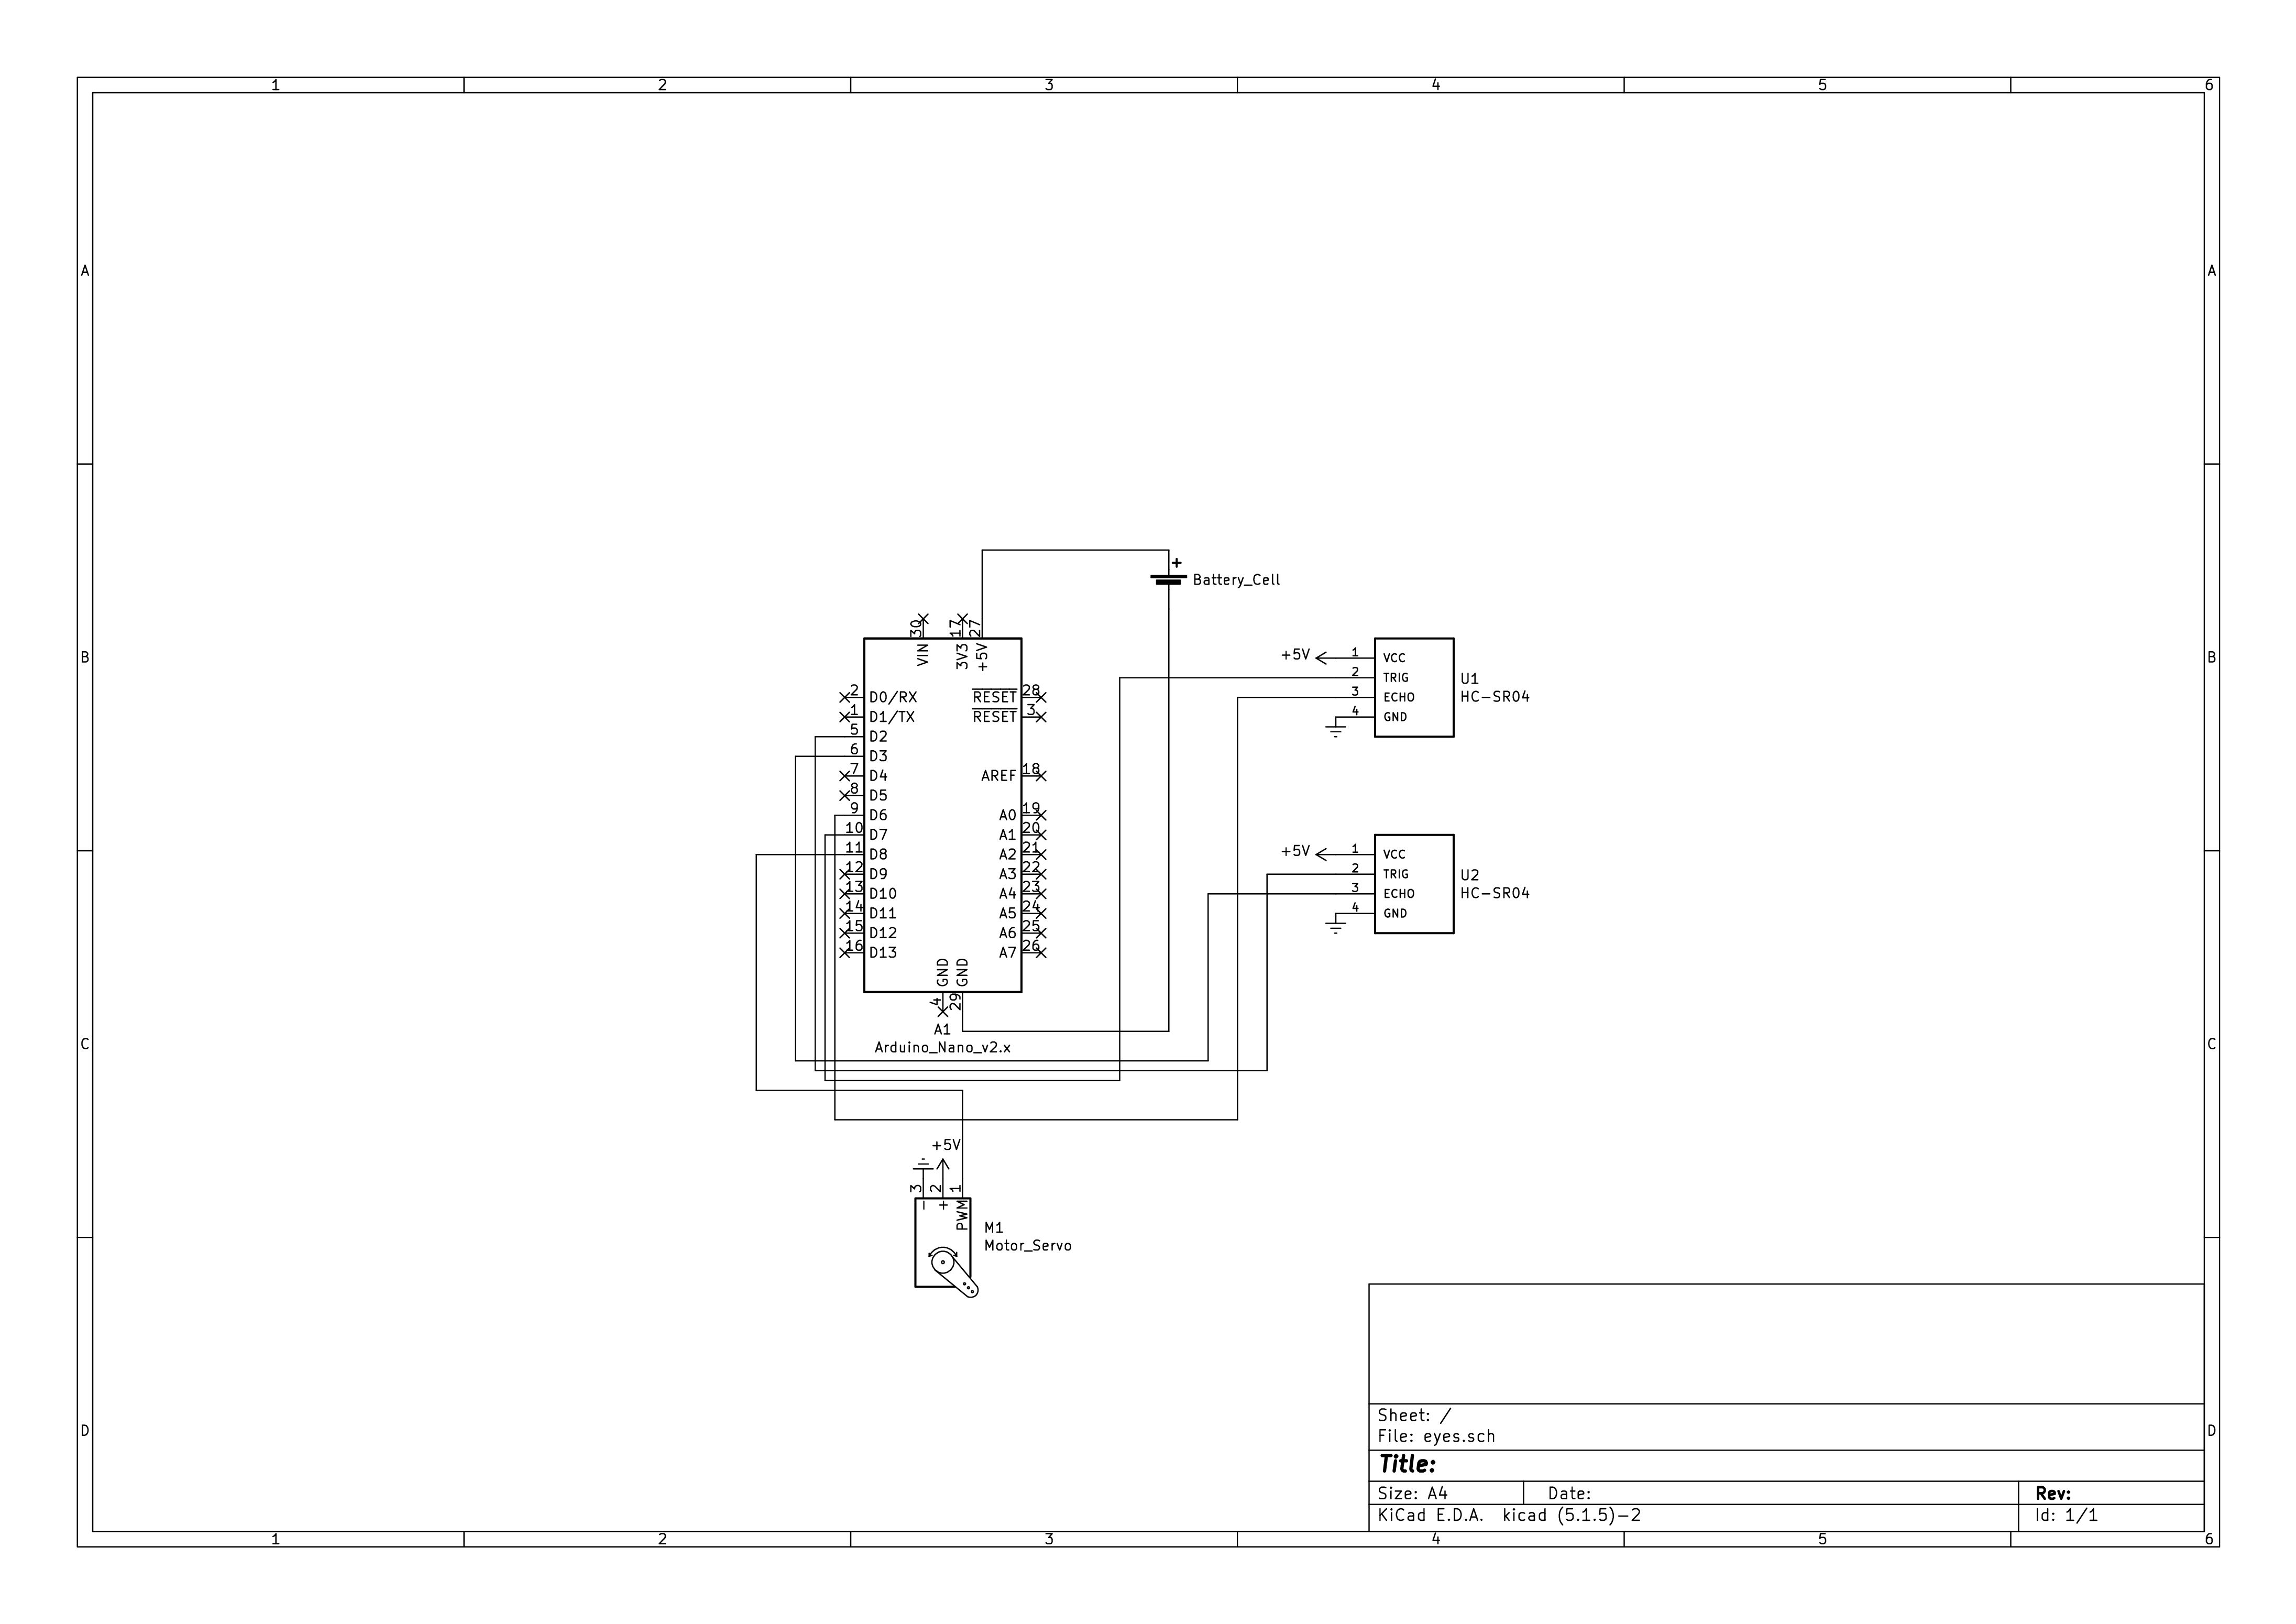 1 2 3 4 5 6
A A
Battery_Cell
+
30 17 27
VIN 3V3 +5V
B B
+5V 1 VCC
2 TRIG
3 ECHO
4 GND
U1
HC-SR04
2 D0/RX RESET 28
1 D1/TX RESET 3
5 D2
6 D3
7 D4 AREF 18
8 D5
9 D6 A0 19
10 D7 A1 20
11 D8 A2 21
12 D9 A3 22
13 D10 A4 23
14 D11 A5 24
15 D12 A6 25
16 D13 A7 26
GND GND
4 29
A1
Arduino_Nano_v2.x
+5V 1 VCC
2 TRIG
3 ECHO
4 GND
U2
HC-SR04
C C
+5V
3 2 1
- + PWM
M1
Motor_Servo
D D
Sheet: /
File: eyes.sch
Title:
Size: A4 Date: Rev:
KiCad E.D.A. kicad (5.1.5)-2 Id: 1/1
1 2 3 4 5 6